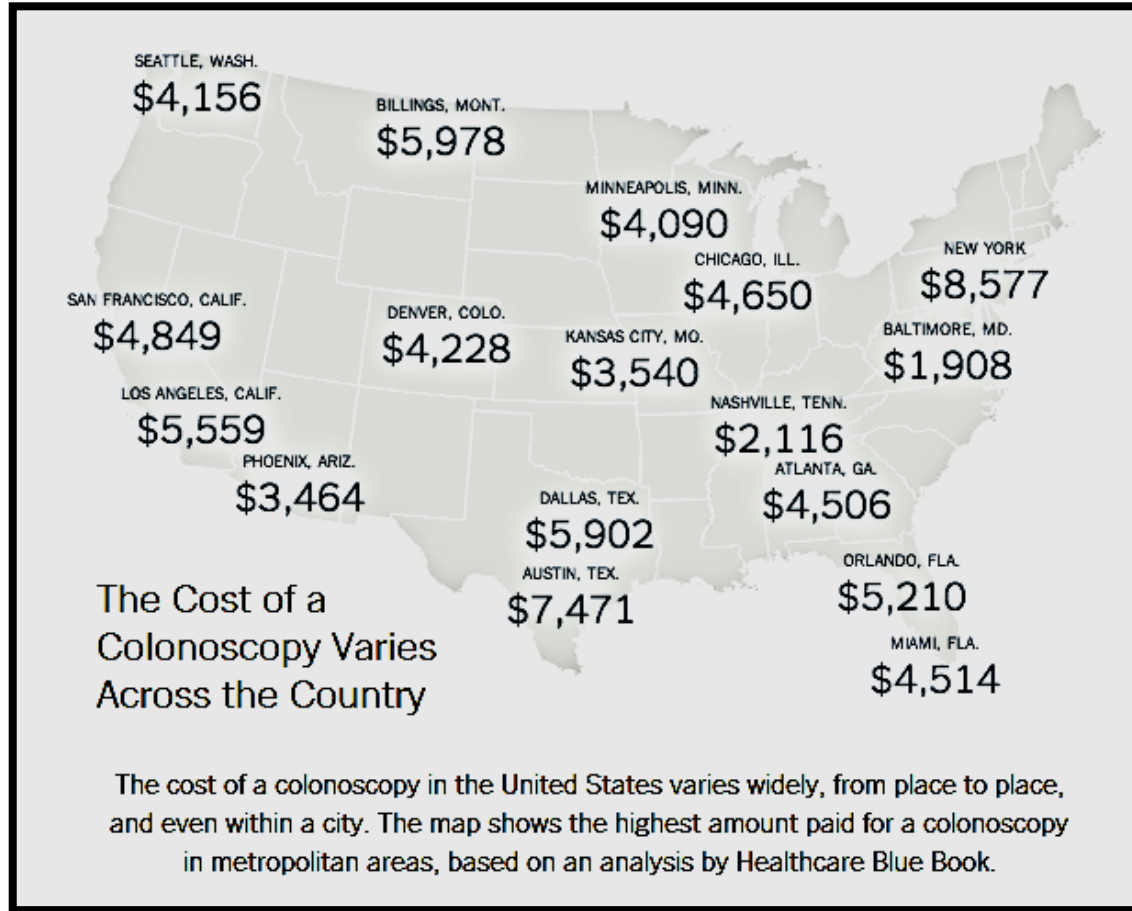 SEATTLE, WASH.
$4,156
BILLINGS, MONT.
$5,978
MINNEAPOLIS, MINN.
$4,090
CHICAGO, ILL.
$4,650
NEW YORK
$8,577
SAN FRANCISCO, CALIF.
$4,849
DENVER, COLO.
$4,228
KANSAS CITY, MO.
$3,540
BALTIMORE, MD.
$1,908
LOS ANGELES, CALIF.
$5,559
NASHVILLE, TENN.
$2,116
PHOENIX, ARIZ.
$3,464
ATLANTA, GA.
$4,506
DALLAS, TEX.
$5,902
AUSTIN, TEX.
$7,471
ORLANDO, FLA.
$5,210
MIAMI, FLA.
$4,514
The Cost of a
Colonoscopy Varies
Across the Country
The cost of a colonoscopy in the United States varies widely, from place to place,
and even within a city. The map shows the highest amount paid for a colonoscopy
in metropolitan areas, based on an analysis by Healthcare Blue Book.